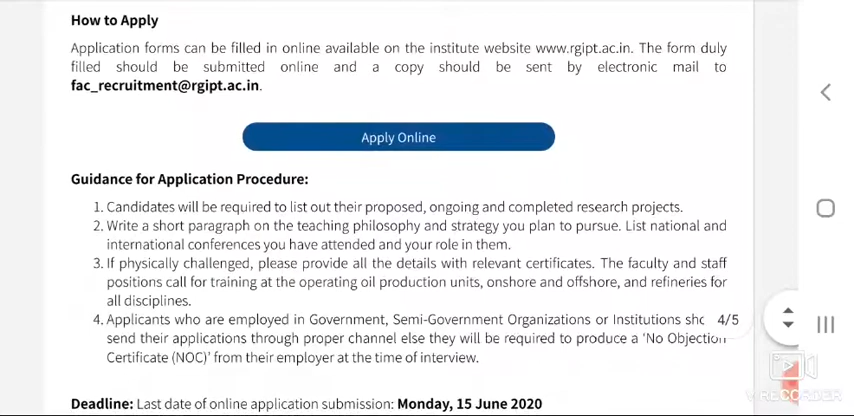 How to Apply
Application forms can be filled in online available on the institute website www.rgipt.ac.in. The form duly
filled should be submitted online and a copy should be sent by electronic mail to
fac_recruitment@rgipt.ac.in.
Apply Online
Guidance for Application Procedure:
1. Candidates will be required to list out their proposed, ongoing and completed research projects.
2. Write a short paragraph on the teaching philosophy and strategy you plan to pursue. List national and
international conferences you have attended and your role in them.
3. If physically challenged, please provide all the details with relevant certificates. The faculty and staff
positions call for training at the operating oil production units, onshore and offshore, and refineries for
all disciplines.
4. Applicants who are employed in Government, Semi-Government Organizations or Institutions 4/5
send their applications through proper channel else they will be required to produce a 'No Objection
Certificate (NOC)' from their employer at the time of interview.
V RECORDER
Deadline: Last date of online application submission: Monday, 15 June 2020